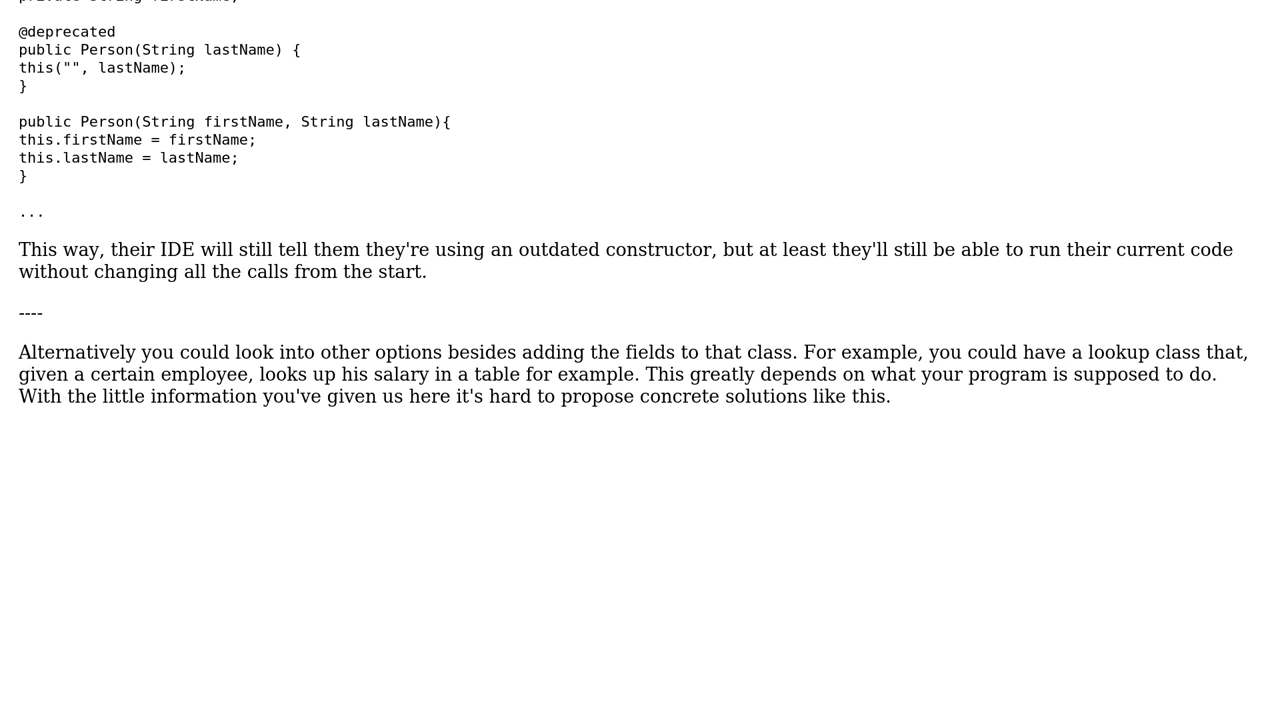 private String firstName;
@deprecated
public Person(String lastName) {
this("", lastName);
}
public Person(String firstName, String lastName){
this.firstName = firstName;
this.lastName = lastName;
}
...
This way, their IDE will still tell them they're using an outdated constructor, but at least they'll still be able to run their current code
without changing all the calls from the start.
----
Alternatively you could look into other options besides adding the fields to that class. For example, you could have a lookup class that,
given a certain employee, looks up his salary in a table for example. This greatly depends on what your program is supposed to do.
With the little information you've given us here it's hard to propose concrete solutions like this.